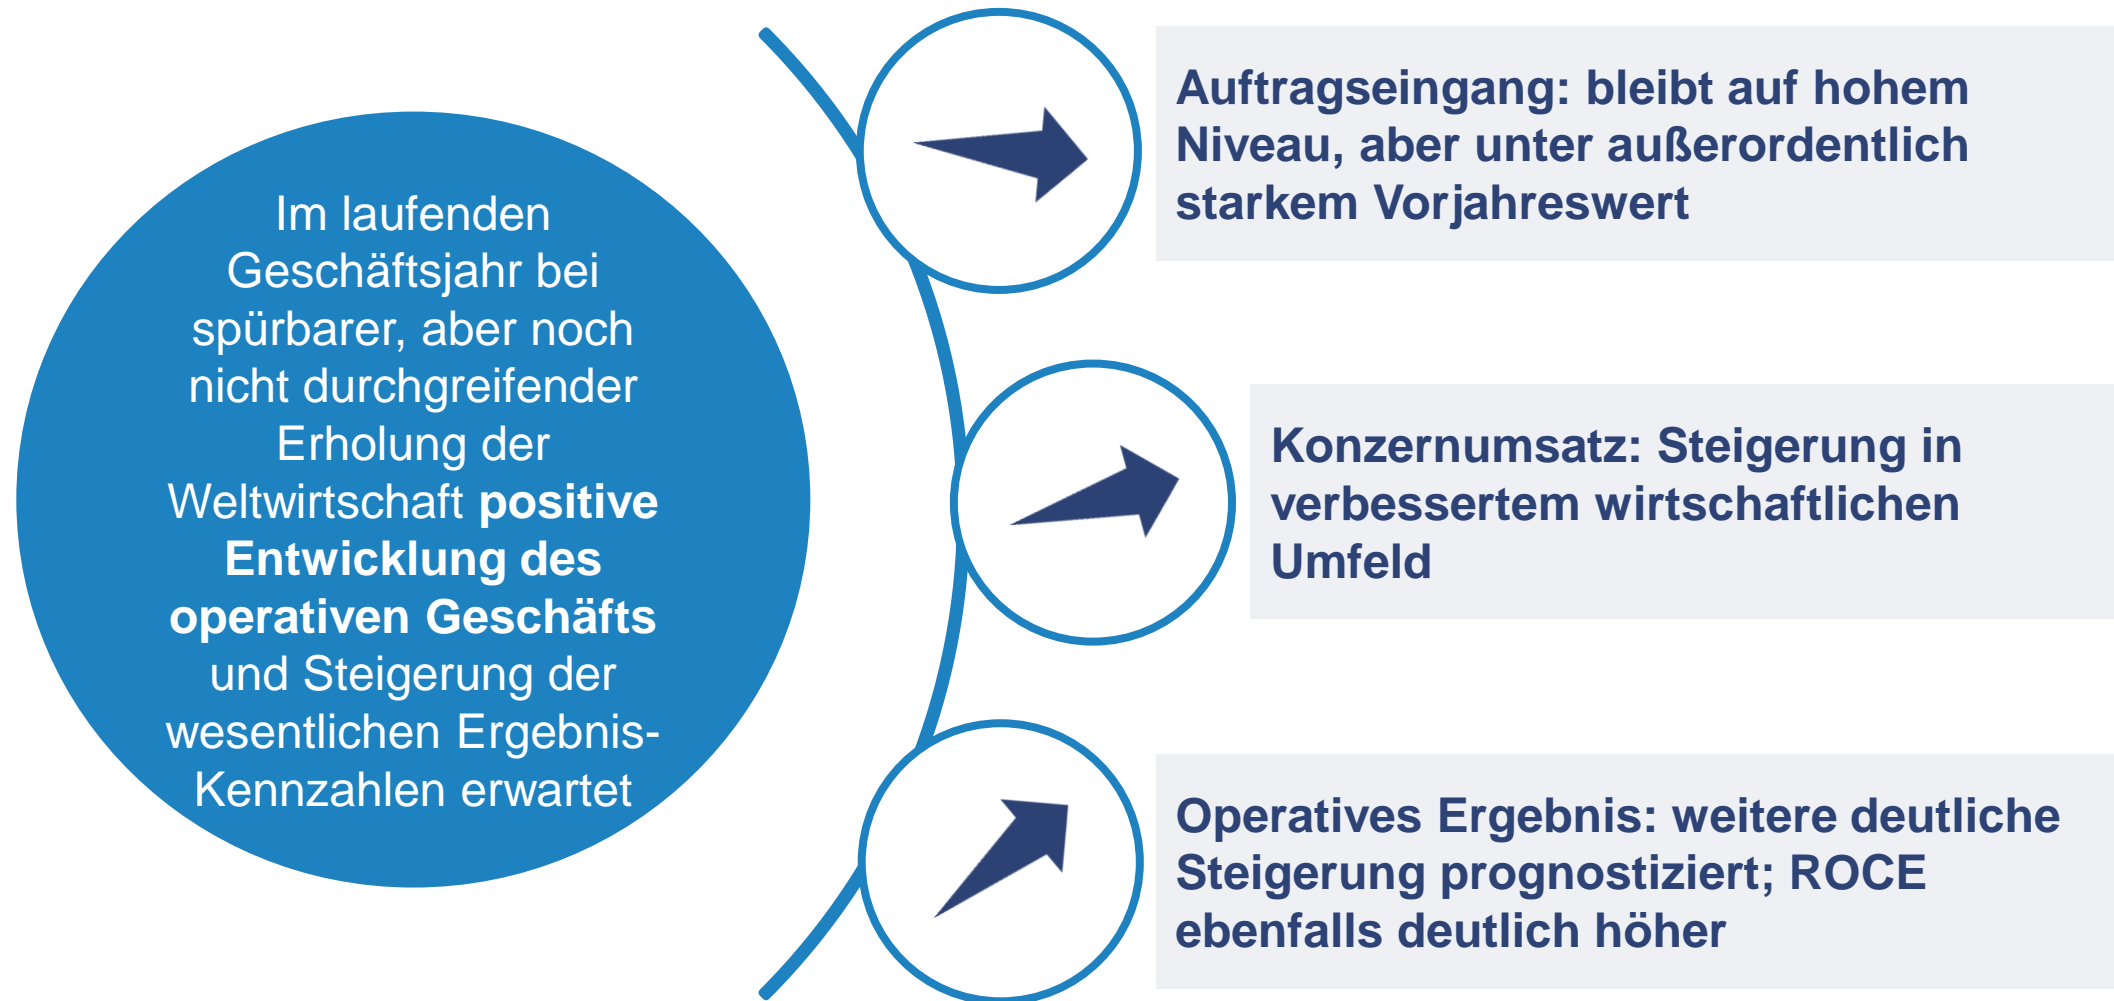 Im laufenden
Geschäftsjahr bei
spürbarer, aber noch
nicht durchgreifender
Erholung der
Weltwirtschaft positive
Entwicklung des
operativen Geschäfts
und Steigerung der
wesentlichen Ergebnis-
Kennzahlen erwartet
Auftragseingang: bleibt auf hohem
Niveau, aber unter außerordentlich
starkem Vorjahreswert
Konzernumsatz: Steigerung in
verbessertem wirtschaftlichen
Umfeld
Operatives Ergebnis: weitere deutliche
Steigerung prognostiziert; ROCE
ebenfalls deutlich höher